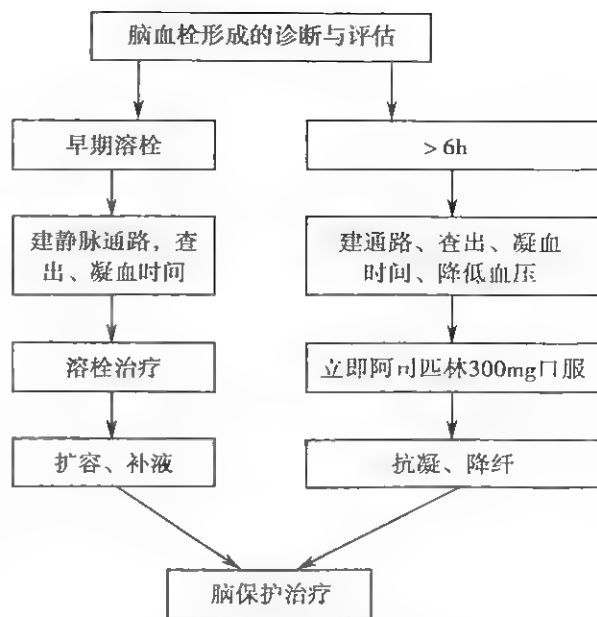 脑血栓形成的诊断与评估
早期溶栓
>6h
建静脉通路，查
出、凝血时间
建通路、查出、凝血
时间、降低血压
溶栓治疗
立即阿司匹林300mg口服
扩容、补液
抗凝、降纤
脑保护治疗